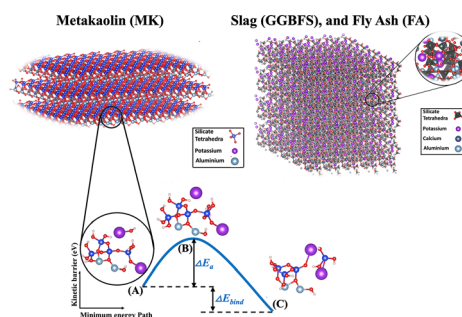 Metakaolin (MK)
Slag (GGBFS), and Fly Ash (FA)
Silicate
Tetrahedra
Potassium
Aluminium
Silicate
Tetrahedra
Potassium
Calcium
Aluminium
Kinetic barrier (eV)
(A)
(B)
ΔEa
ΔEbind
(C)
Minimum energy Path